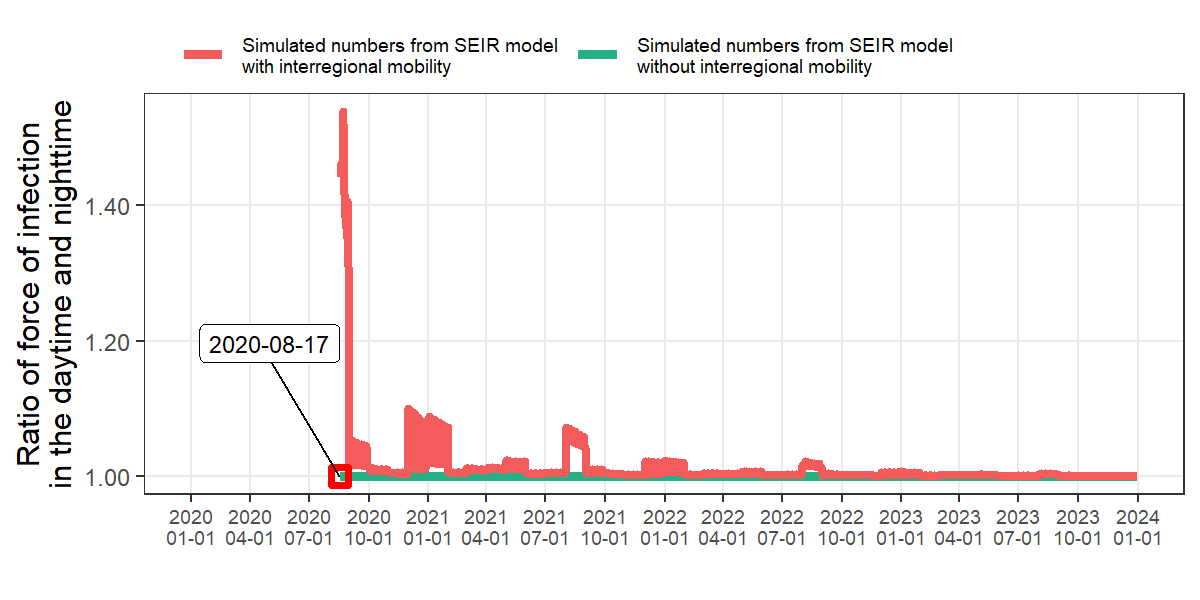 Simulated numbers from SEIR model
with interregional mobility
Simulated numbers from SEIR model
without interregional mobility
Ratio of force of infection
in the daytime and nighttime
1.40
1.20
1.00
2020-08-17
2020 2020 2020 2020 2021 2021 2021 2021 2022 2022 2022 2022 2023 2023 2023 2023 2024
01-01 04-01 07-01 10-01 01-01 04-01 07-01 10-01 01-01 04-01 07-01 10-01 01-01 04-01 07-01 10-01 01-01